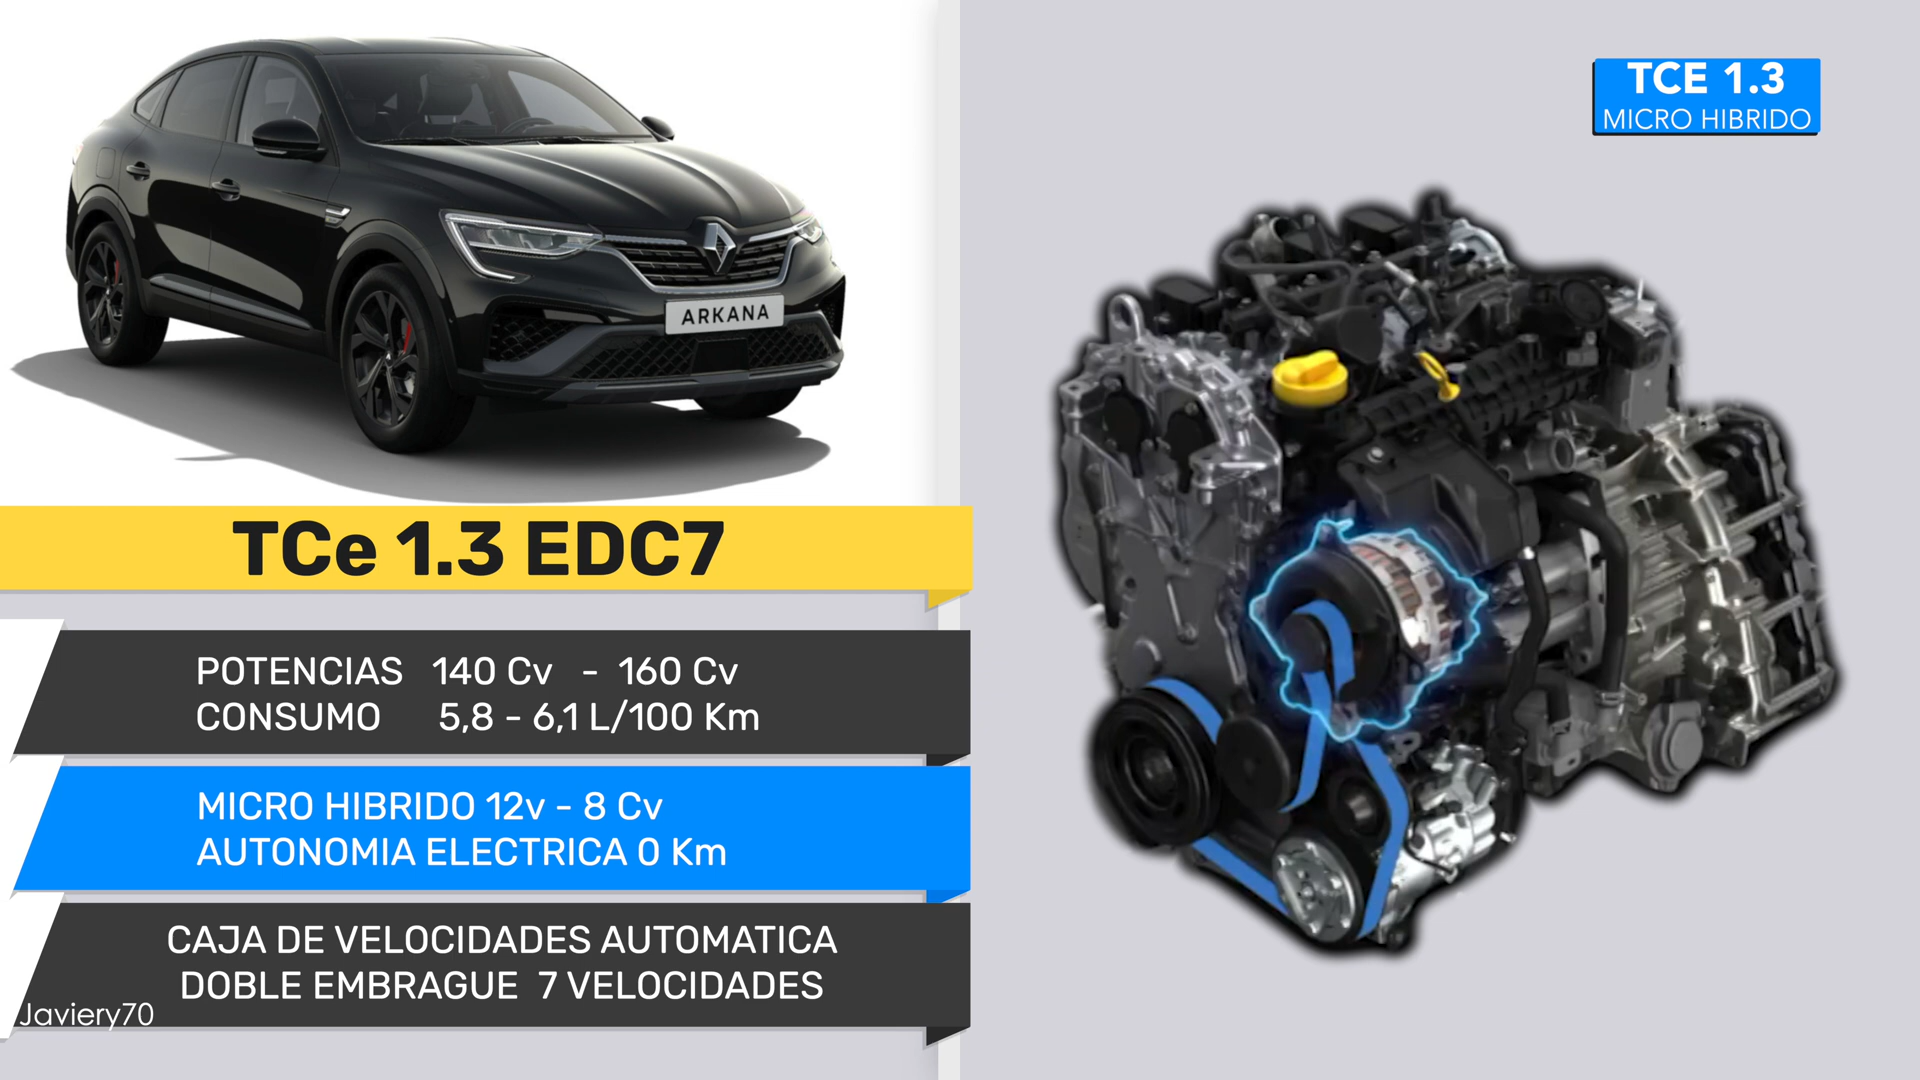 ARKANA
TCe 1.3 EDC7
POTENCIAS 140 Cv - 160 Cv
CONSUMO 5,8 - 6,1 L/100 Km
MICRO HIBRIDO 12v - 8 Cv
AUTONOMIA ELECTRICA 0 Km
CAJA DE VELOCIDADES AUTOMATICA
DOBLE EMBRAGUE 7 VELOCIDADES
Javiery70
TCE 1.3
MICRO HIBRIDO